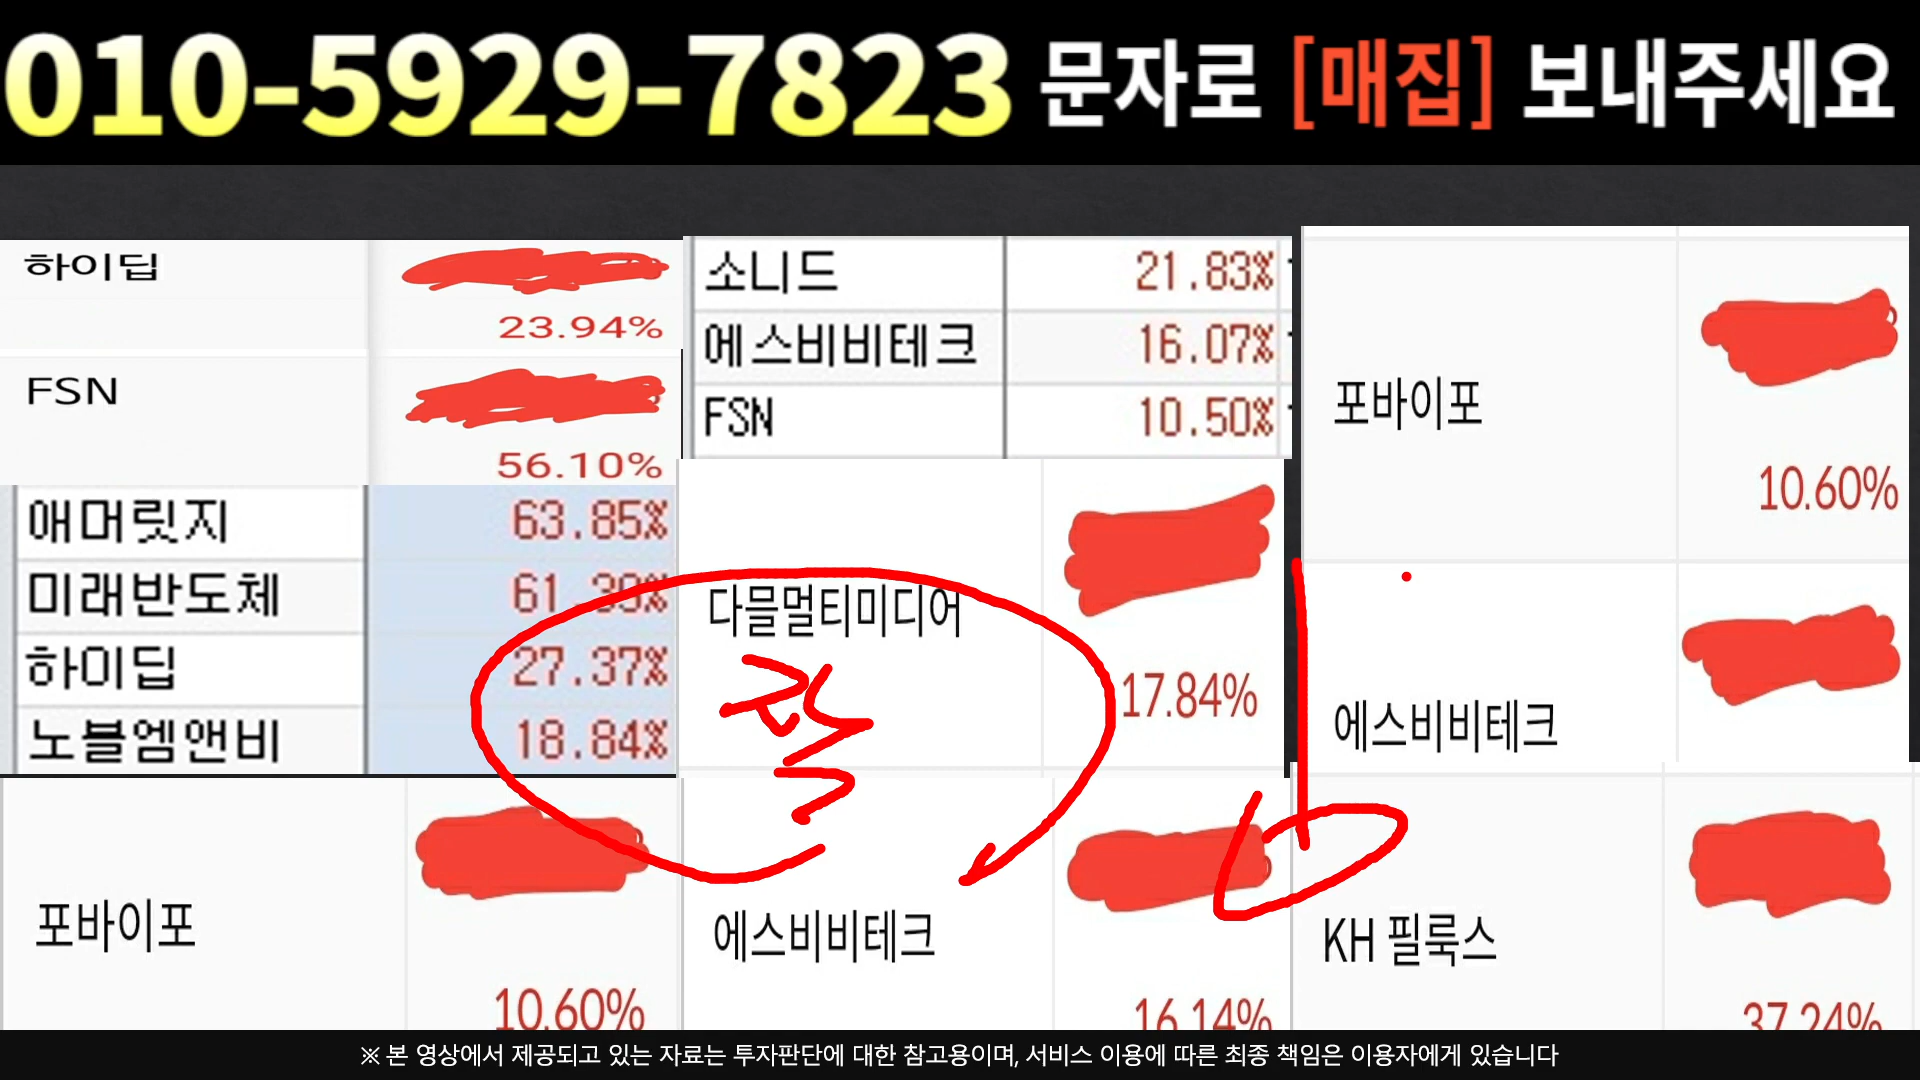 010-5929-7823 문자로 [매집] 보내주세요
하이딥
23.94%
FSN
56.10%
애머릿지 63.85%
미래반도체 61.39%
하이딥 27.37%
노블엠앤비 18.84%
소니드 21.83%
에스비비테크 16.07%
FSN 10.50%
다믈멀티미디어
17.84%
포바이포
10.60%
에스비비테크
포바이포
10.60%
에스비비테크
16.14%
KH 필룩스
37.24%
※ 본 영상에서 제공되고 있는 자료는 투자판단에 대한 참고용이며, 서비스 이용에 따른 최종 책임은 이용자에게 있습니다